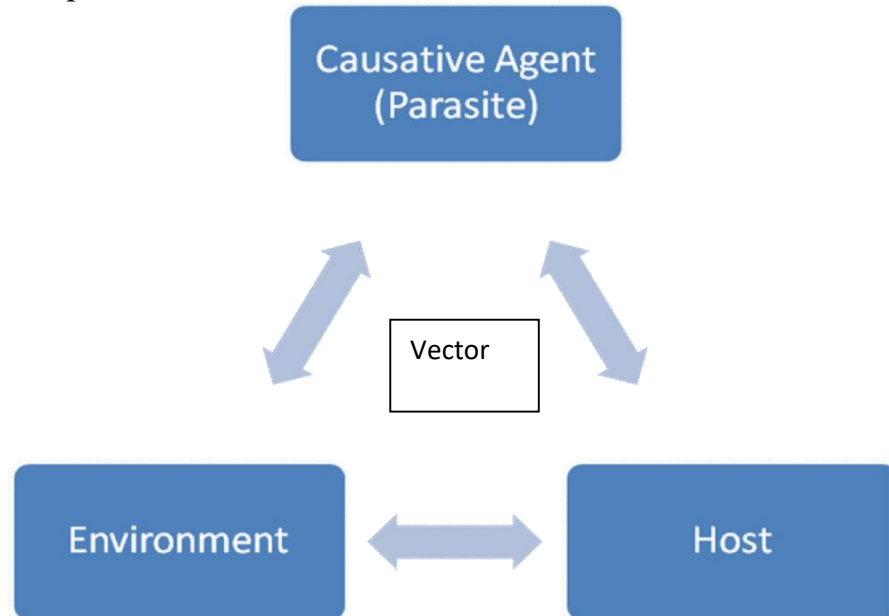 Causative Agent
(Parasite)
Vector
Environment
Host